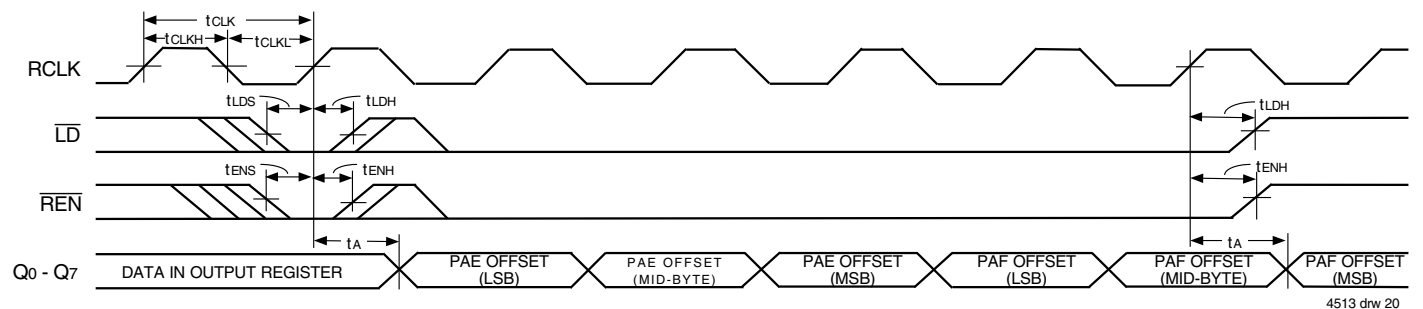 tCLK
tCLKH
tCLKL
RCLK
tLDS
tLDH
tLDH
LD
tENS
tENH
tENH
REN
tA
tA
Q0 - Q7
DATA IN OUTPUT REGISTER
PAE OFFSET
(LSB)
PAE OFFSET
(MID-BYTE)
PAE OFFSET
(MSB)
PAF OFFSET
(LSB)
PAF OFFSET
(MID-BYTE)
PAF OFFSET
(MSB)
4513 drw 20